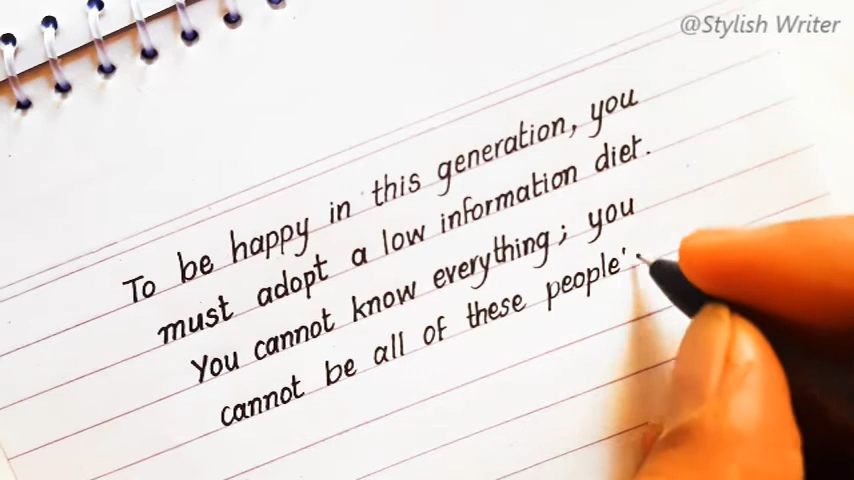 @Stylish Writer
To be happy in this generation, you
must adopt a low information diet.
You cannot know everything; you
cannot be all of these people'.